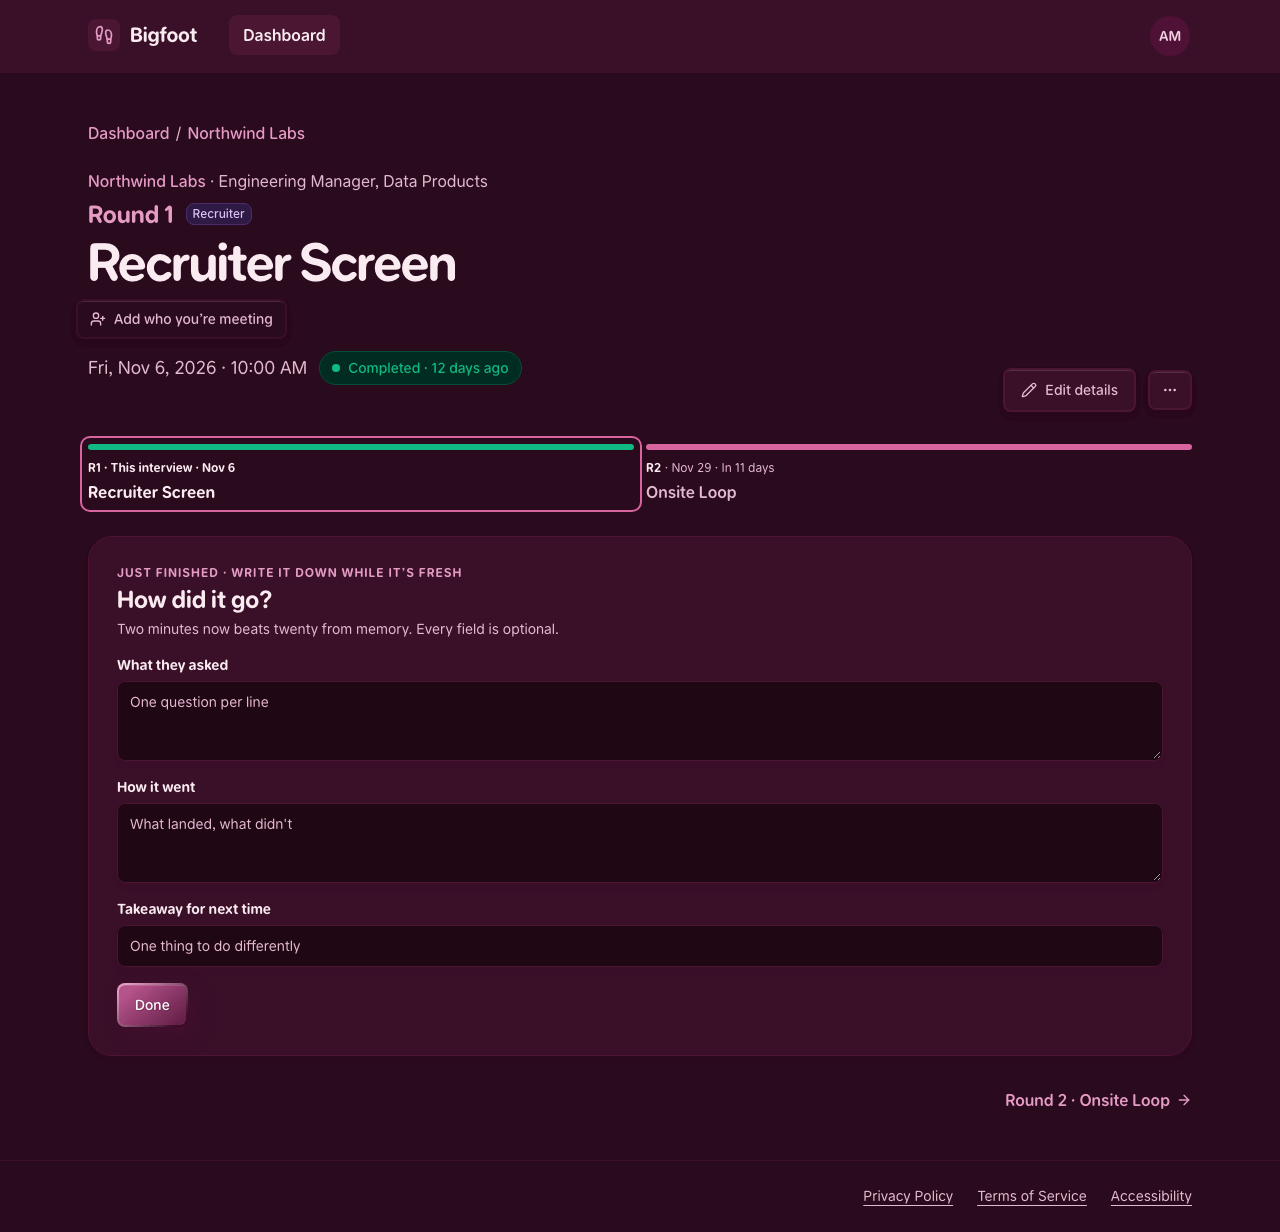 Bigfoot
Dashboard
AM
Dashboard / Northwind Labs
Northwind Labs · Engineering Manager, Data Products
Round 1 Recruiter
Recruiter Screen
Add who you’re meeting
Fri, Nov 6, 2026 · 10:00 AM
Completed · 12 days ago
Edit details
R1 · This interview · Nov 6
Recruiter Screen
R2 · Nov 29 · In 11 days
Onsite Loop
JUST FINISHED · WRITE IT DOWN WHILE IT’S FRESH
How did it go?
Two minutes now beats twenty from memory. Every field is optional.
What they asked
One question per line
How it went
What landed, what didn't
Takeaway for next time
One thing to do differently
Done
Round 2 · Onsite Loop →
Privacy Policy
Terms of Service
Accessibility